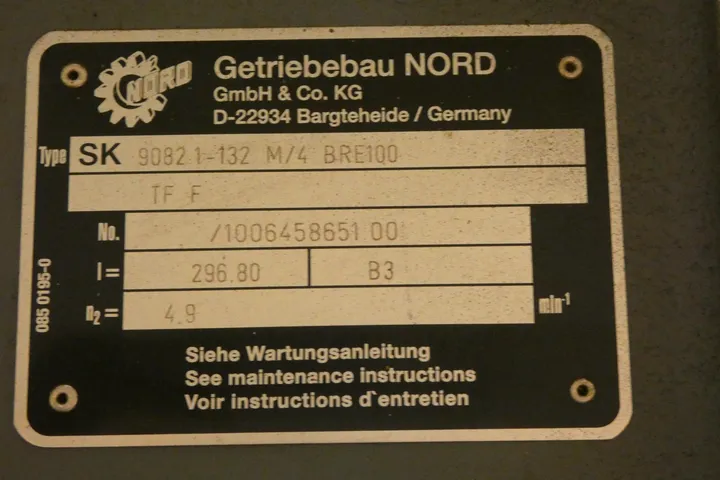 NORD
Getriebebau NORD
GmbH & Co. KG
D-22934 Bargteheide / Germany
Type SK 9082 1-132 M/4 BRE100
TF F
No. /1006458651 00
I= 296.80 B3
n2= 4.9 min-1
085 0195-0
Siehe Wartungsanleitung
See maintenance instructions
Voir instructions d`entretien